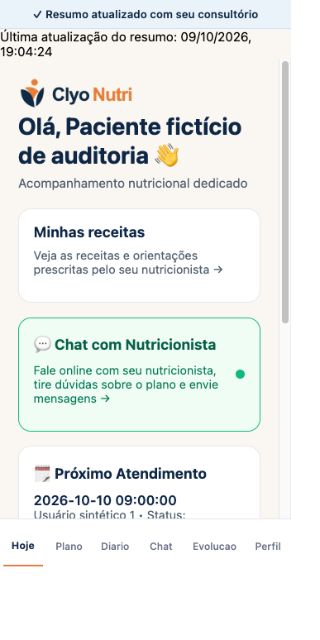 ✓ Resumo atualizado com seu consultório
Última atualização do resumo: 09/10/2026,
19:04:24
Clyo Nutri
Olá, Paciente fictício
de auditoria 👋
Acompanhamento nutricional dedicado
Minhas receitas
Veja as receitas e orientações
prescritas pelo seu nutricionista →
💬 Chat com Nutricionista
Fale online com seu nutricionista,
tire dúvidas sobre o plano e envie
mensagens →
🗓️ Próximo Atendimento
2026-10-10 09:00:00
Usuário sintético 1 • Status:
Hoje Plano Diario Chat Evolucao Perfil